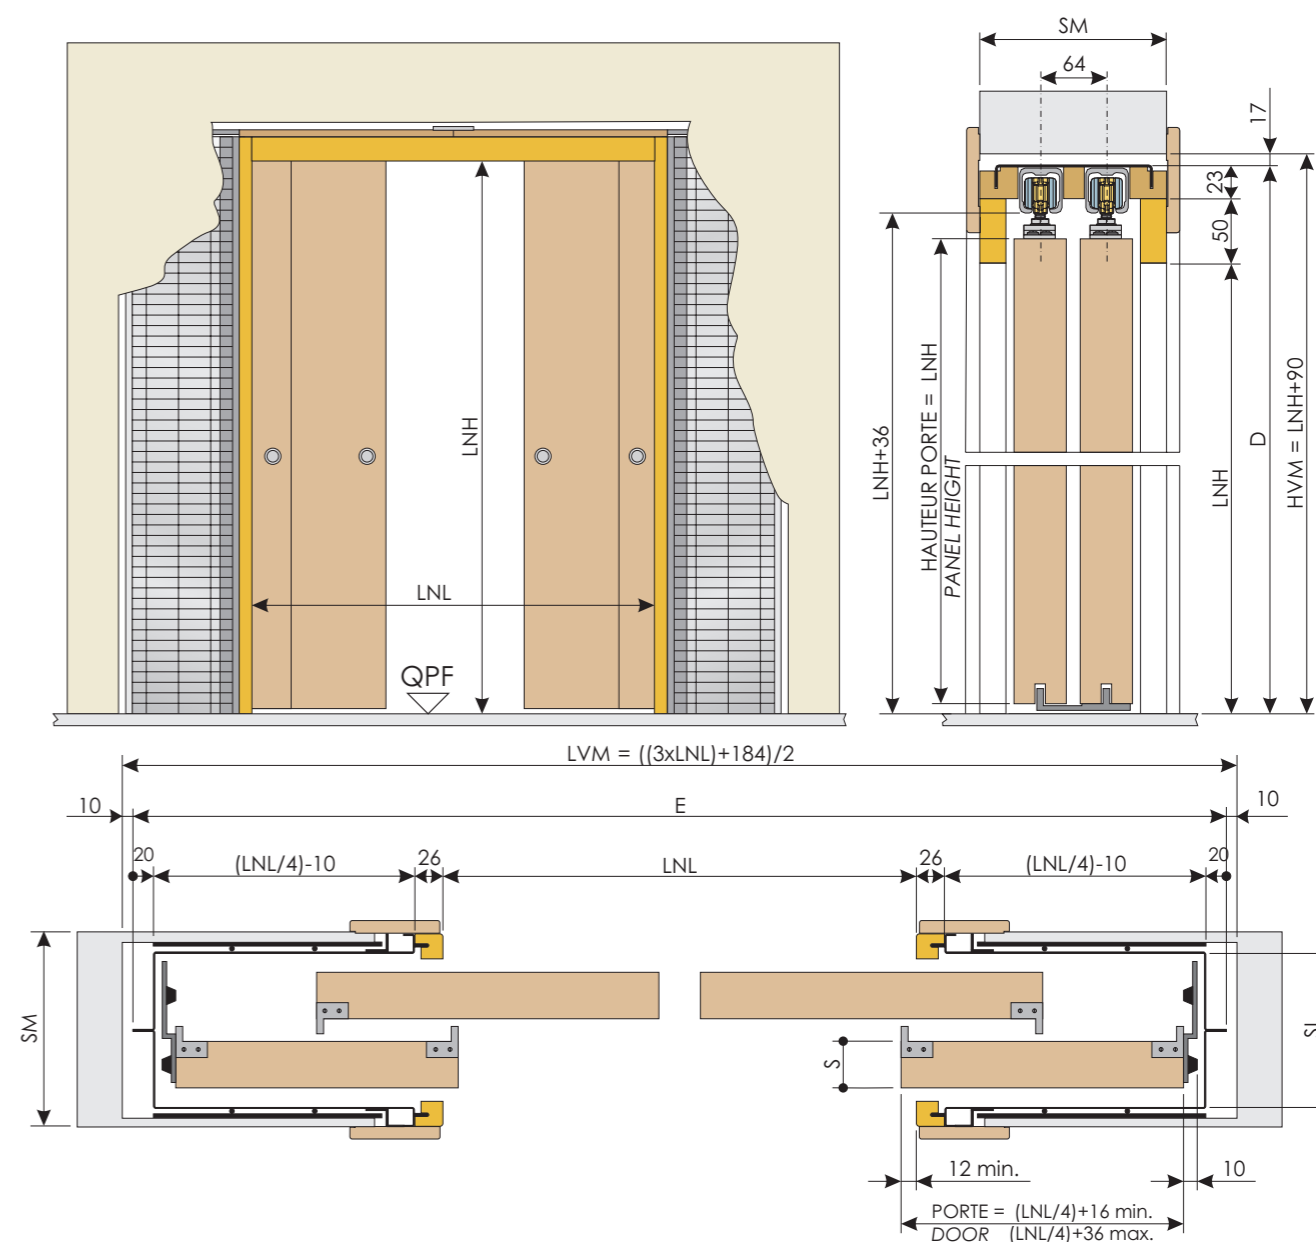 SM
64
17
23
50
LNH
LNL
QPF
LNH+36
HAUTEUR PORTE = LNH
PANEL HEIGHT
LNH
D
HVM = LNH+90
LVM = ((3xLNL)+184)/2
10
E
10
20
(LNL/4)-10
26
LNL
26
(LNL/4)-10
20
SM
S
12 min.
10
PORTE = (LNL/4)+16 min.
DOOR (LNL/4)+36 max.